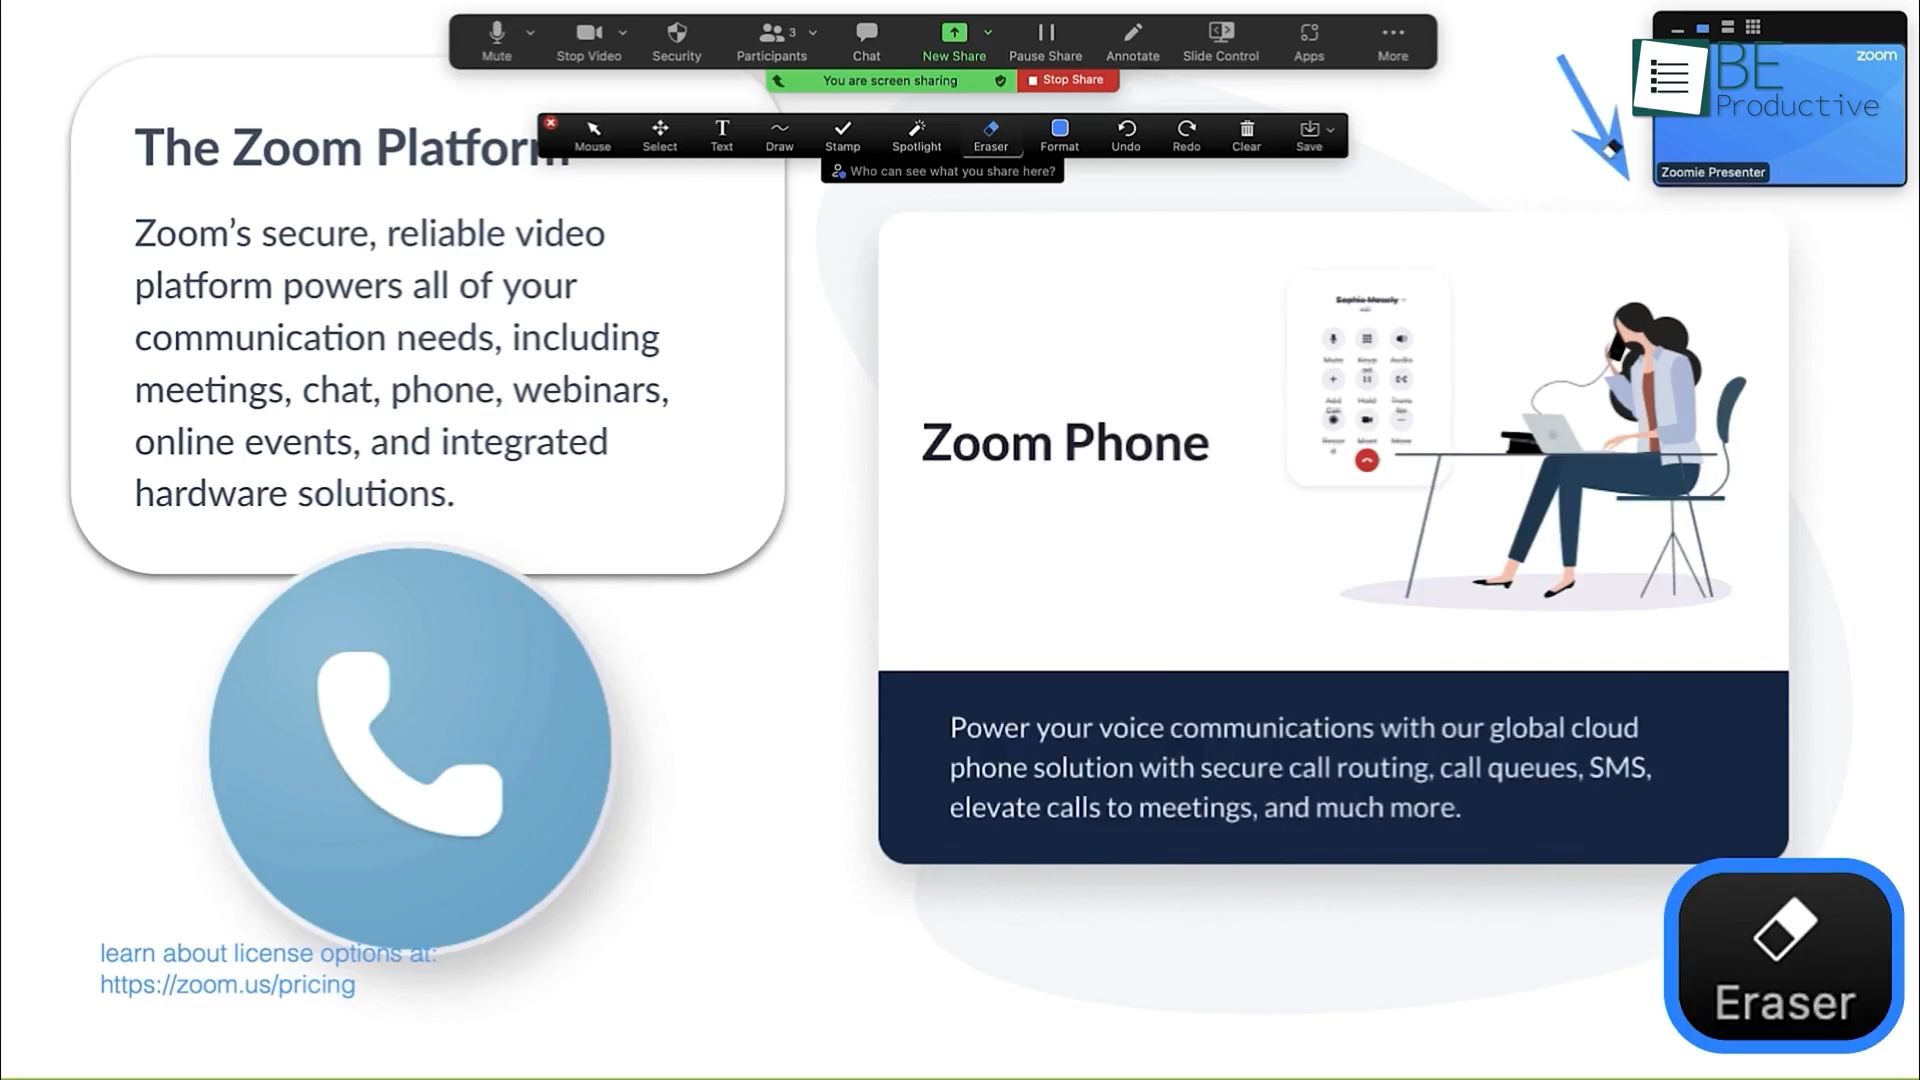 Mute
Stop Video
Security
Participants
3
Chat
New Share
Pause Share
Annotate
Slide Control
Apps
More
You are screen sharing
Stop Share
Mouse
Select
Text
Draw
Stamp
Spotlight
Eraser
Format
Undo
Redo
Clear
Save
Who can see what you share here?
zoom
BE
Productive
Zoomie Presenter
The Zoom Platform
Zoom’s secure, reliable video
platform powers all of your
communication needs, including
meetings, chat, phone, webinars,
online events, and integrated
hardware solutions.
learn about license options at:
https://zoom.us/pricing
Zoom Phone
Mute
Audio
Hold
Power your voice communications with our global cloud
phone solution with secure call routing, call queues, SMS,
elevate calls to meetings, and much more.
Eraser